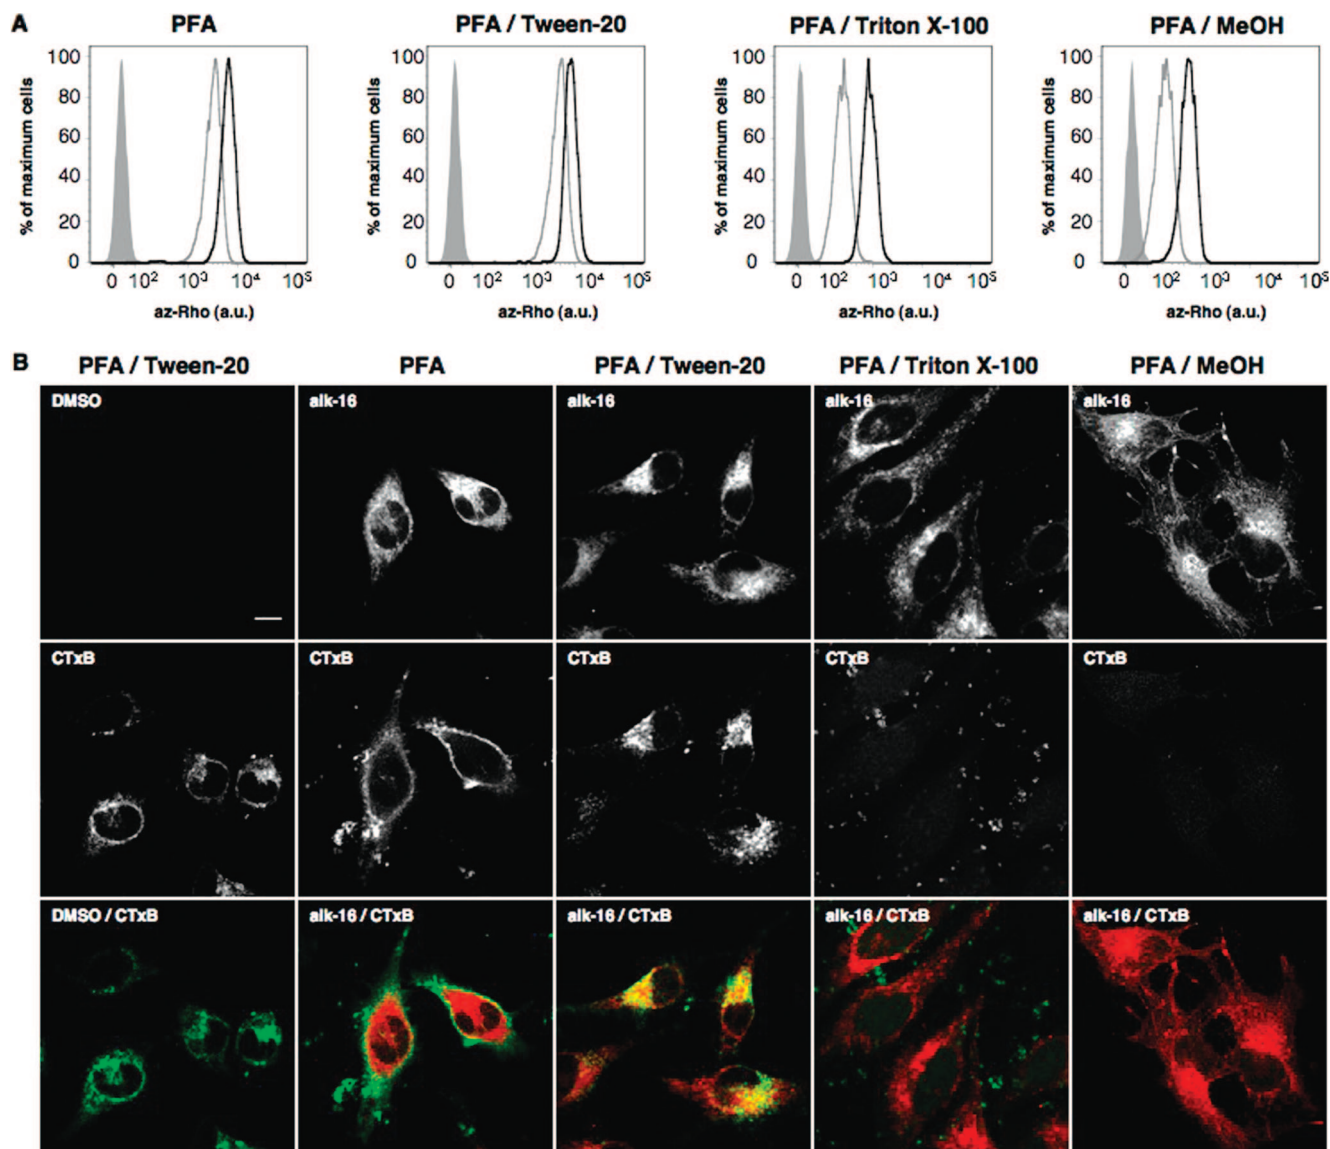 A
PFA
PFA / Tween-20
PFA / Triton X-100
PFA / MeOH
% of maximum cells
100
80
60
40
20
0
0 10² 10³ 10⁴ 10⁵
az-Rho (a.u.)
% of maximum cells
100
80
60
40
20
0
0 10² 10³ 10⁴ 10⁵
az-Rho (a.u.)
% of maximum cells
100
80
60
40
20
0
0 10² 10³ 10⁴ 10⁵
az-Rho (a.u.)
% of maximum cells
100
80
60
40
20
0
0 10² 10³ 10⁴ 10⁵
az-Rho (a.u.)
B
PFA / Tween-20
PFA
PFA / Tween-20
PFA / Triton X-100
PFA / MeOH
DMSO
alk-16
alk-16
alk-16
alk-16
CTxB
CTxB
CTxB
CTxB
CTxB
DMSO / CTxB
alk-16 / CTxB
alk-16 / CTxB
alk-16 / CTxB
alk-16 / CTxB